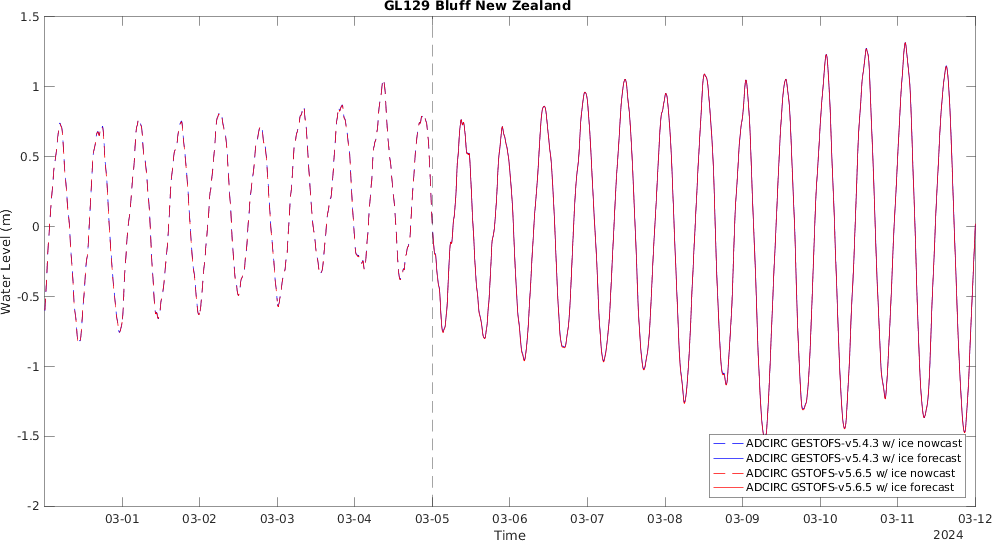 GL129 Bluff New Zealand
1.5
1
0.5
0
-0.5
-1
-1.5
-2
Water Level (m)
ADCIRC GESTOFS-v5.4.3 w/ ice nowcast
ADCIRC GESTOFS-v5.4.3 w/ ice forecast
ADCIRC GSTOFS-v5.6.5 w/ ice nowcast
ADCIRC GSTOFS-v5.6.5 w/ ice forecast
03-01 03-02 03-03 03-04 03-05 03-06 03-07 03-08 03-09 03-10 03-11 03-12
Time
2024